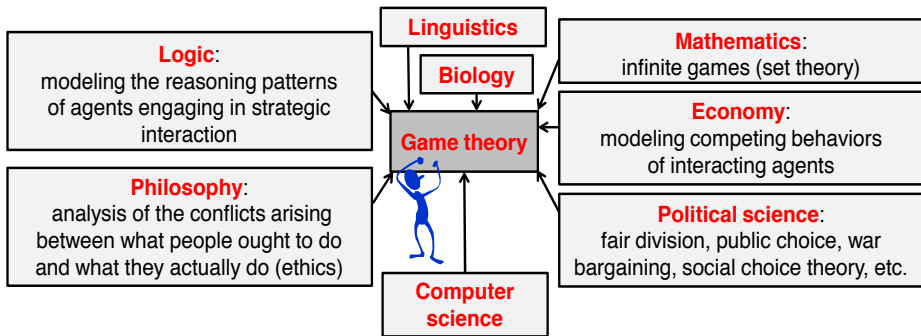 Linguistics
Logic:
modeling the reasoning patterns
of agents engaging in strategic
interaction
Biology
Mathematics:
infinite games (set theory)
Game theory
Economy:
modeling competing behaviors
of interacting agents
Philosophy:
analysis of the conflicts arising
between what people ought to do
and what they actually do (ethics)
Political science:
fair division, public choice, war
bargaining, social choice theory, etc.
Computer
science